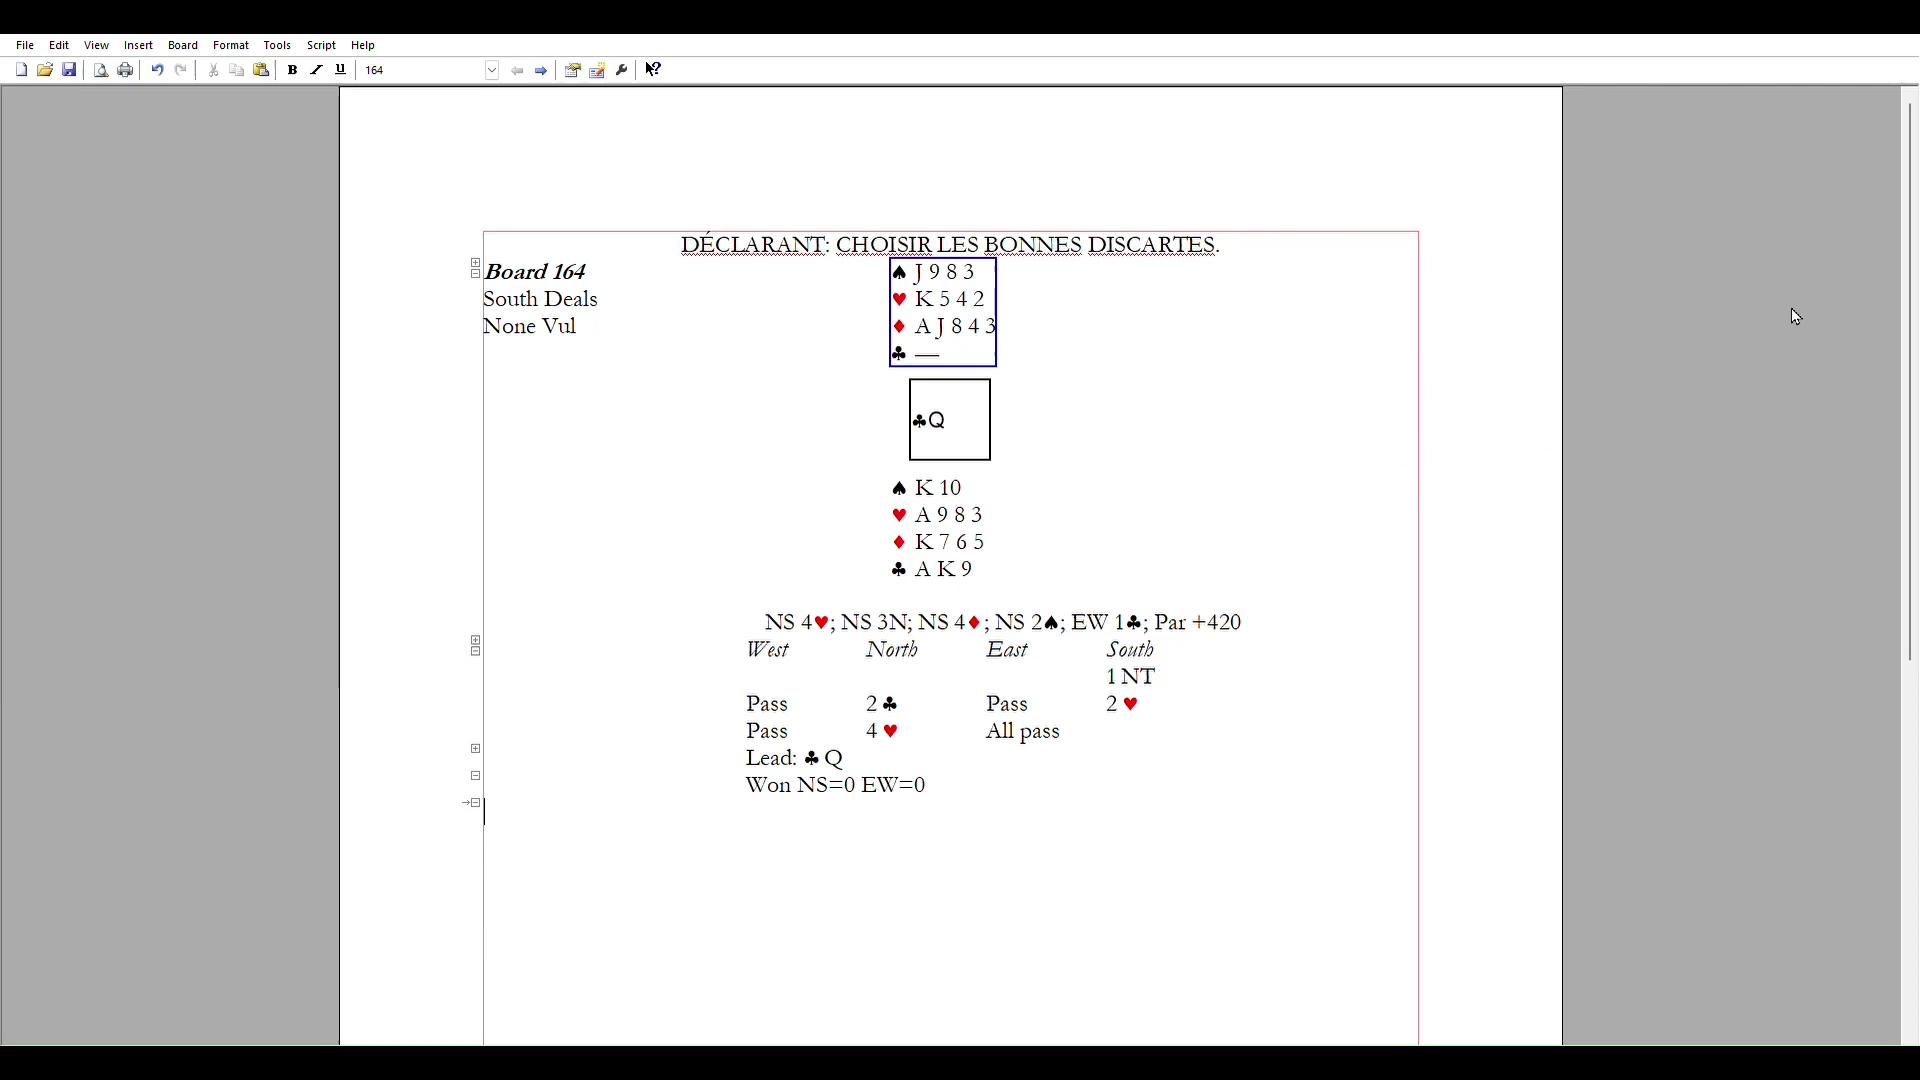 File Edit View Insert Board Format Tools Script Help
B I U 164
DÉCLARANT: CHOISIR LES BONNES DISCARTES.
Board 164
South Deals
None Vul
♠ J 9 8 3
♥ K 5 4 2
♦ A J 8 4 3
♣ —
♣Q
♠ K 10
♥ A 9 8 3
♦ K 7 6 5
♣ A K 9
NS 4♥; NS 3N; NS 4♦; NS 2♠; EW 1♣; Par +420
West North East South
1 NT
Pass 2 ♣ Pass 2 ♥
Pass 4 ♥ All pass
Lead: ♣ Q
Won NS=0 EW=0